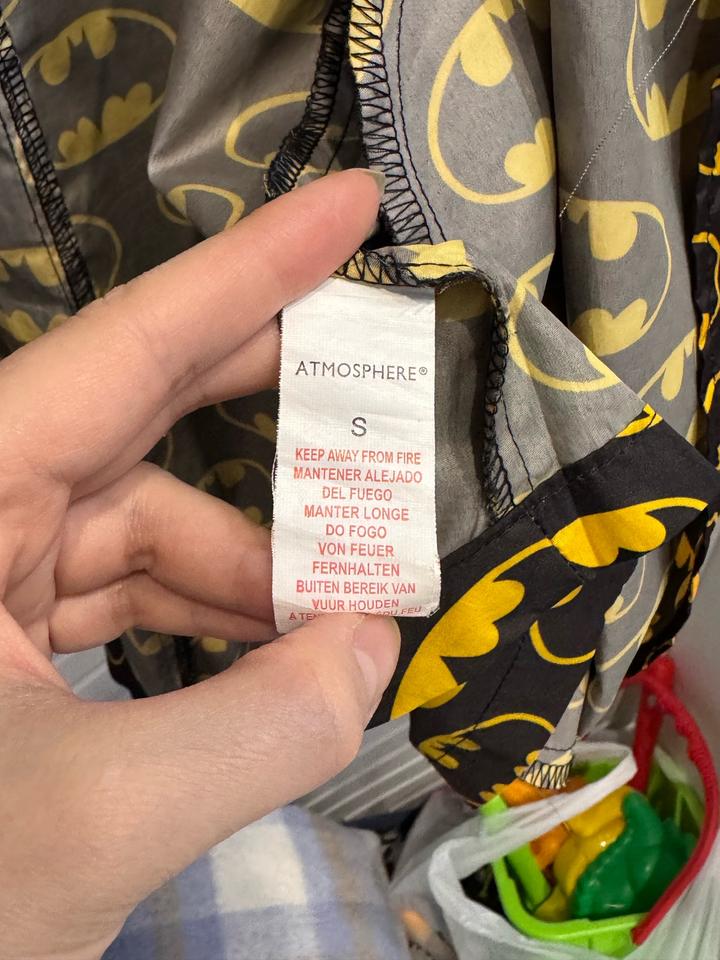 ATMOSPHERE®
S
KEEP AWAY FROM FIRE
MANTENER ALEJADO
DEL FUEGO
MANTER LONGE
DO FOGO
VON FEUER
FERNHALTEN
BUITEN BEREIK VAN
VUUR HOUDEN
FEU